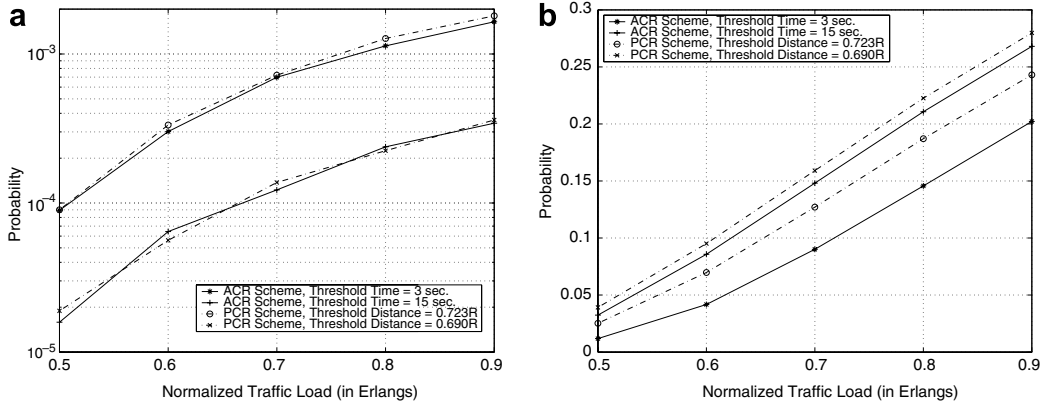 a
10⁻³
10⁻⁴
10⁻⁵
Probability
ACR Scheme, Threshold Time = 3 sec.
ACR Scheme, Threshold Time = 15 sec.
PCR Scheme, Threshold Distance = 0.723R
PCR Scheme, Threshold Distance = 0.690R
0.5 0.6 0.7 0.8 0.9
Normalized Traffic Load (in Erlangs)
b
ACR Scheme, Threshold Time = 3 sec.
ACR Scheme, Threshold Time = 15 sec.
PCR Scheme, Threshold Distance = 0.723R
PCR Scheme, Threshold Distance = 0.690R
0.3
0.25
0.2
0.15
0.1
0.05
0
Probability
0.5 0.6 0.7 0.8 0.9
Normalized Traffic Load (in Erlangs)